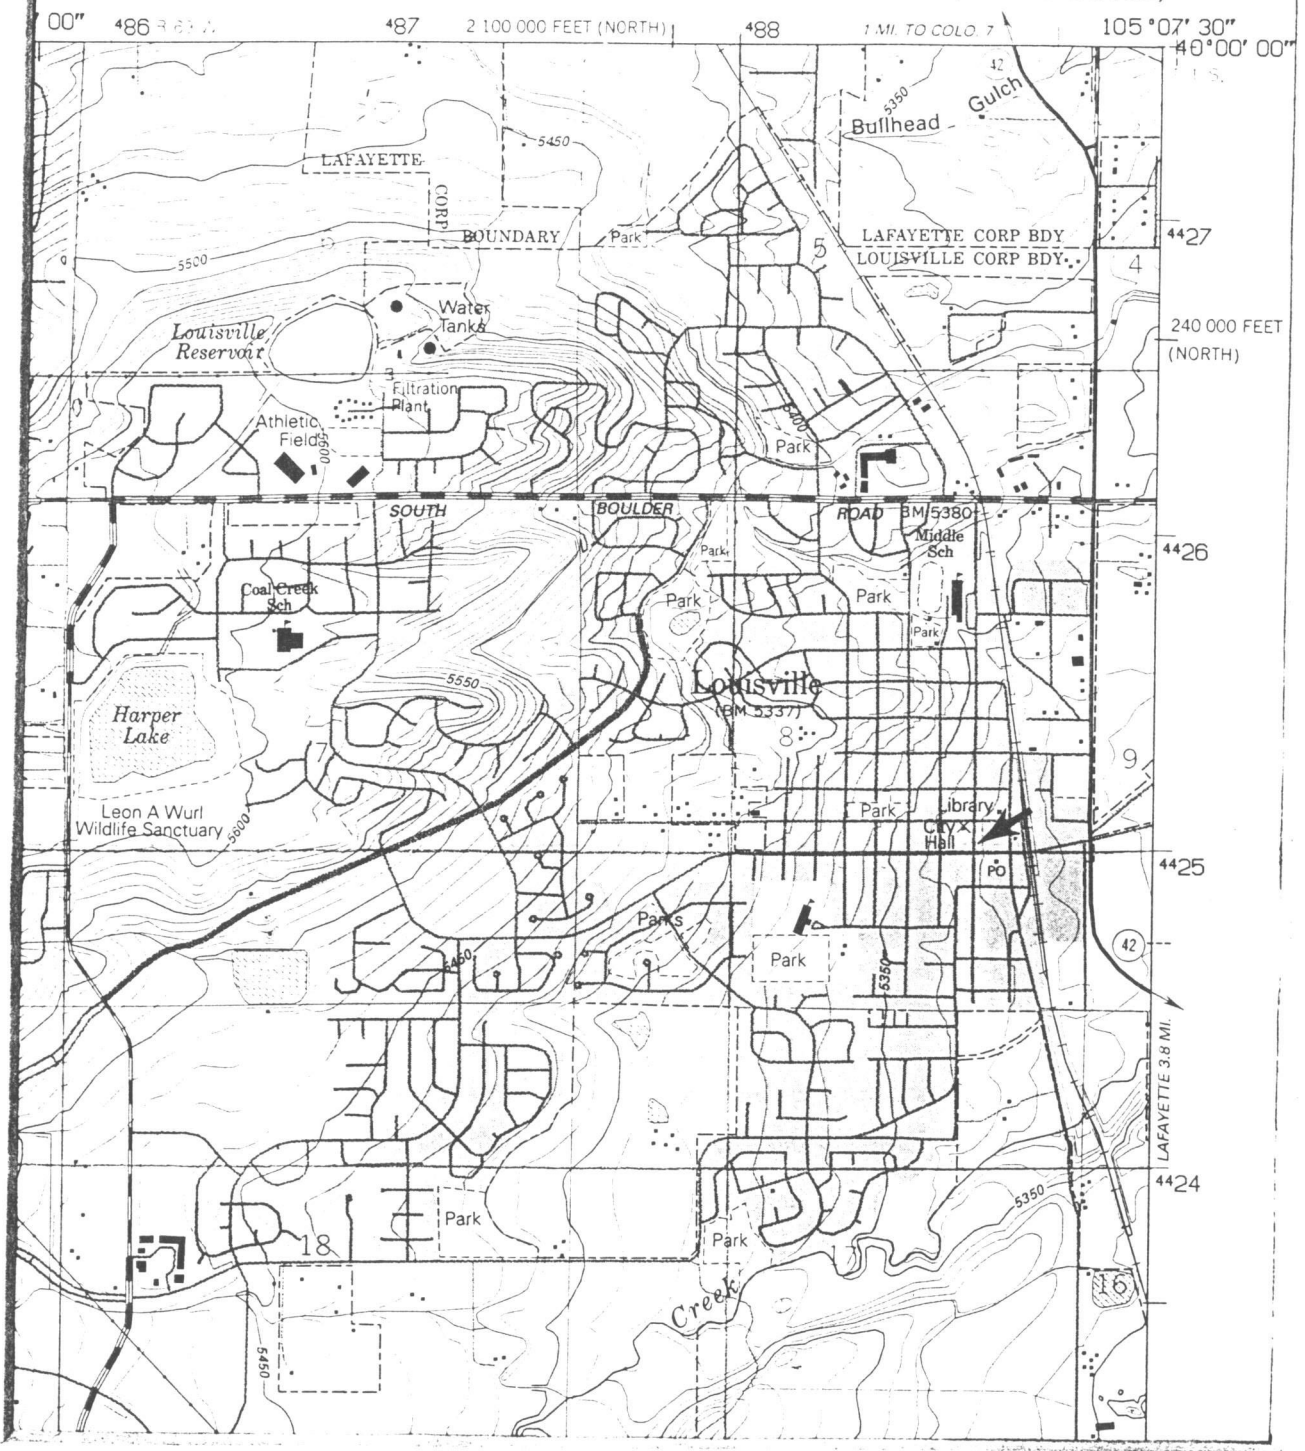 00" ⁴86 ⁴87 2 100 000 FEET (NORTH) ⁴88 1 MI. TO COLO. 7 105°07'30"
40°00'00"
42
Gulch
5350
Bullhead
5450
LAFAYETTE
CORP
BOUNDARY
Park
5
LAFAYETTE CORP BDY
LOUISVILLE CORP BDY
⁴⁴27
4
5500
Water
Tanks
Louisville
Reservoir
240 000 FEET
(NORTH)
Filtration
Plant
Athletic
Field
5600
5400
Park
SOUTH BOULDER ROAD BM 5380
Middle
Sch
⁴⁴26
Park
Coal Creek
Sch
Park
Park
Park
5550
Louisville
(BM 5337)
Harper
Lake
7
8
9
Leon A Wurl
Wildlife Sanctuary
5600
Park
Library
City
Hall
PO
⁴⁴25
Parks
Park
42
5450
5350
LAFAYETTE 3.8 MI.
⁴⁴24
5350
Park
Park
18
17
16
Creek
5450